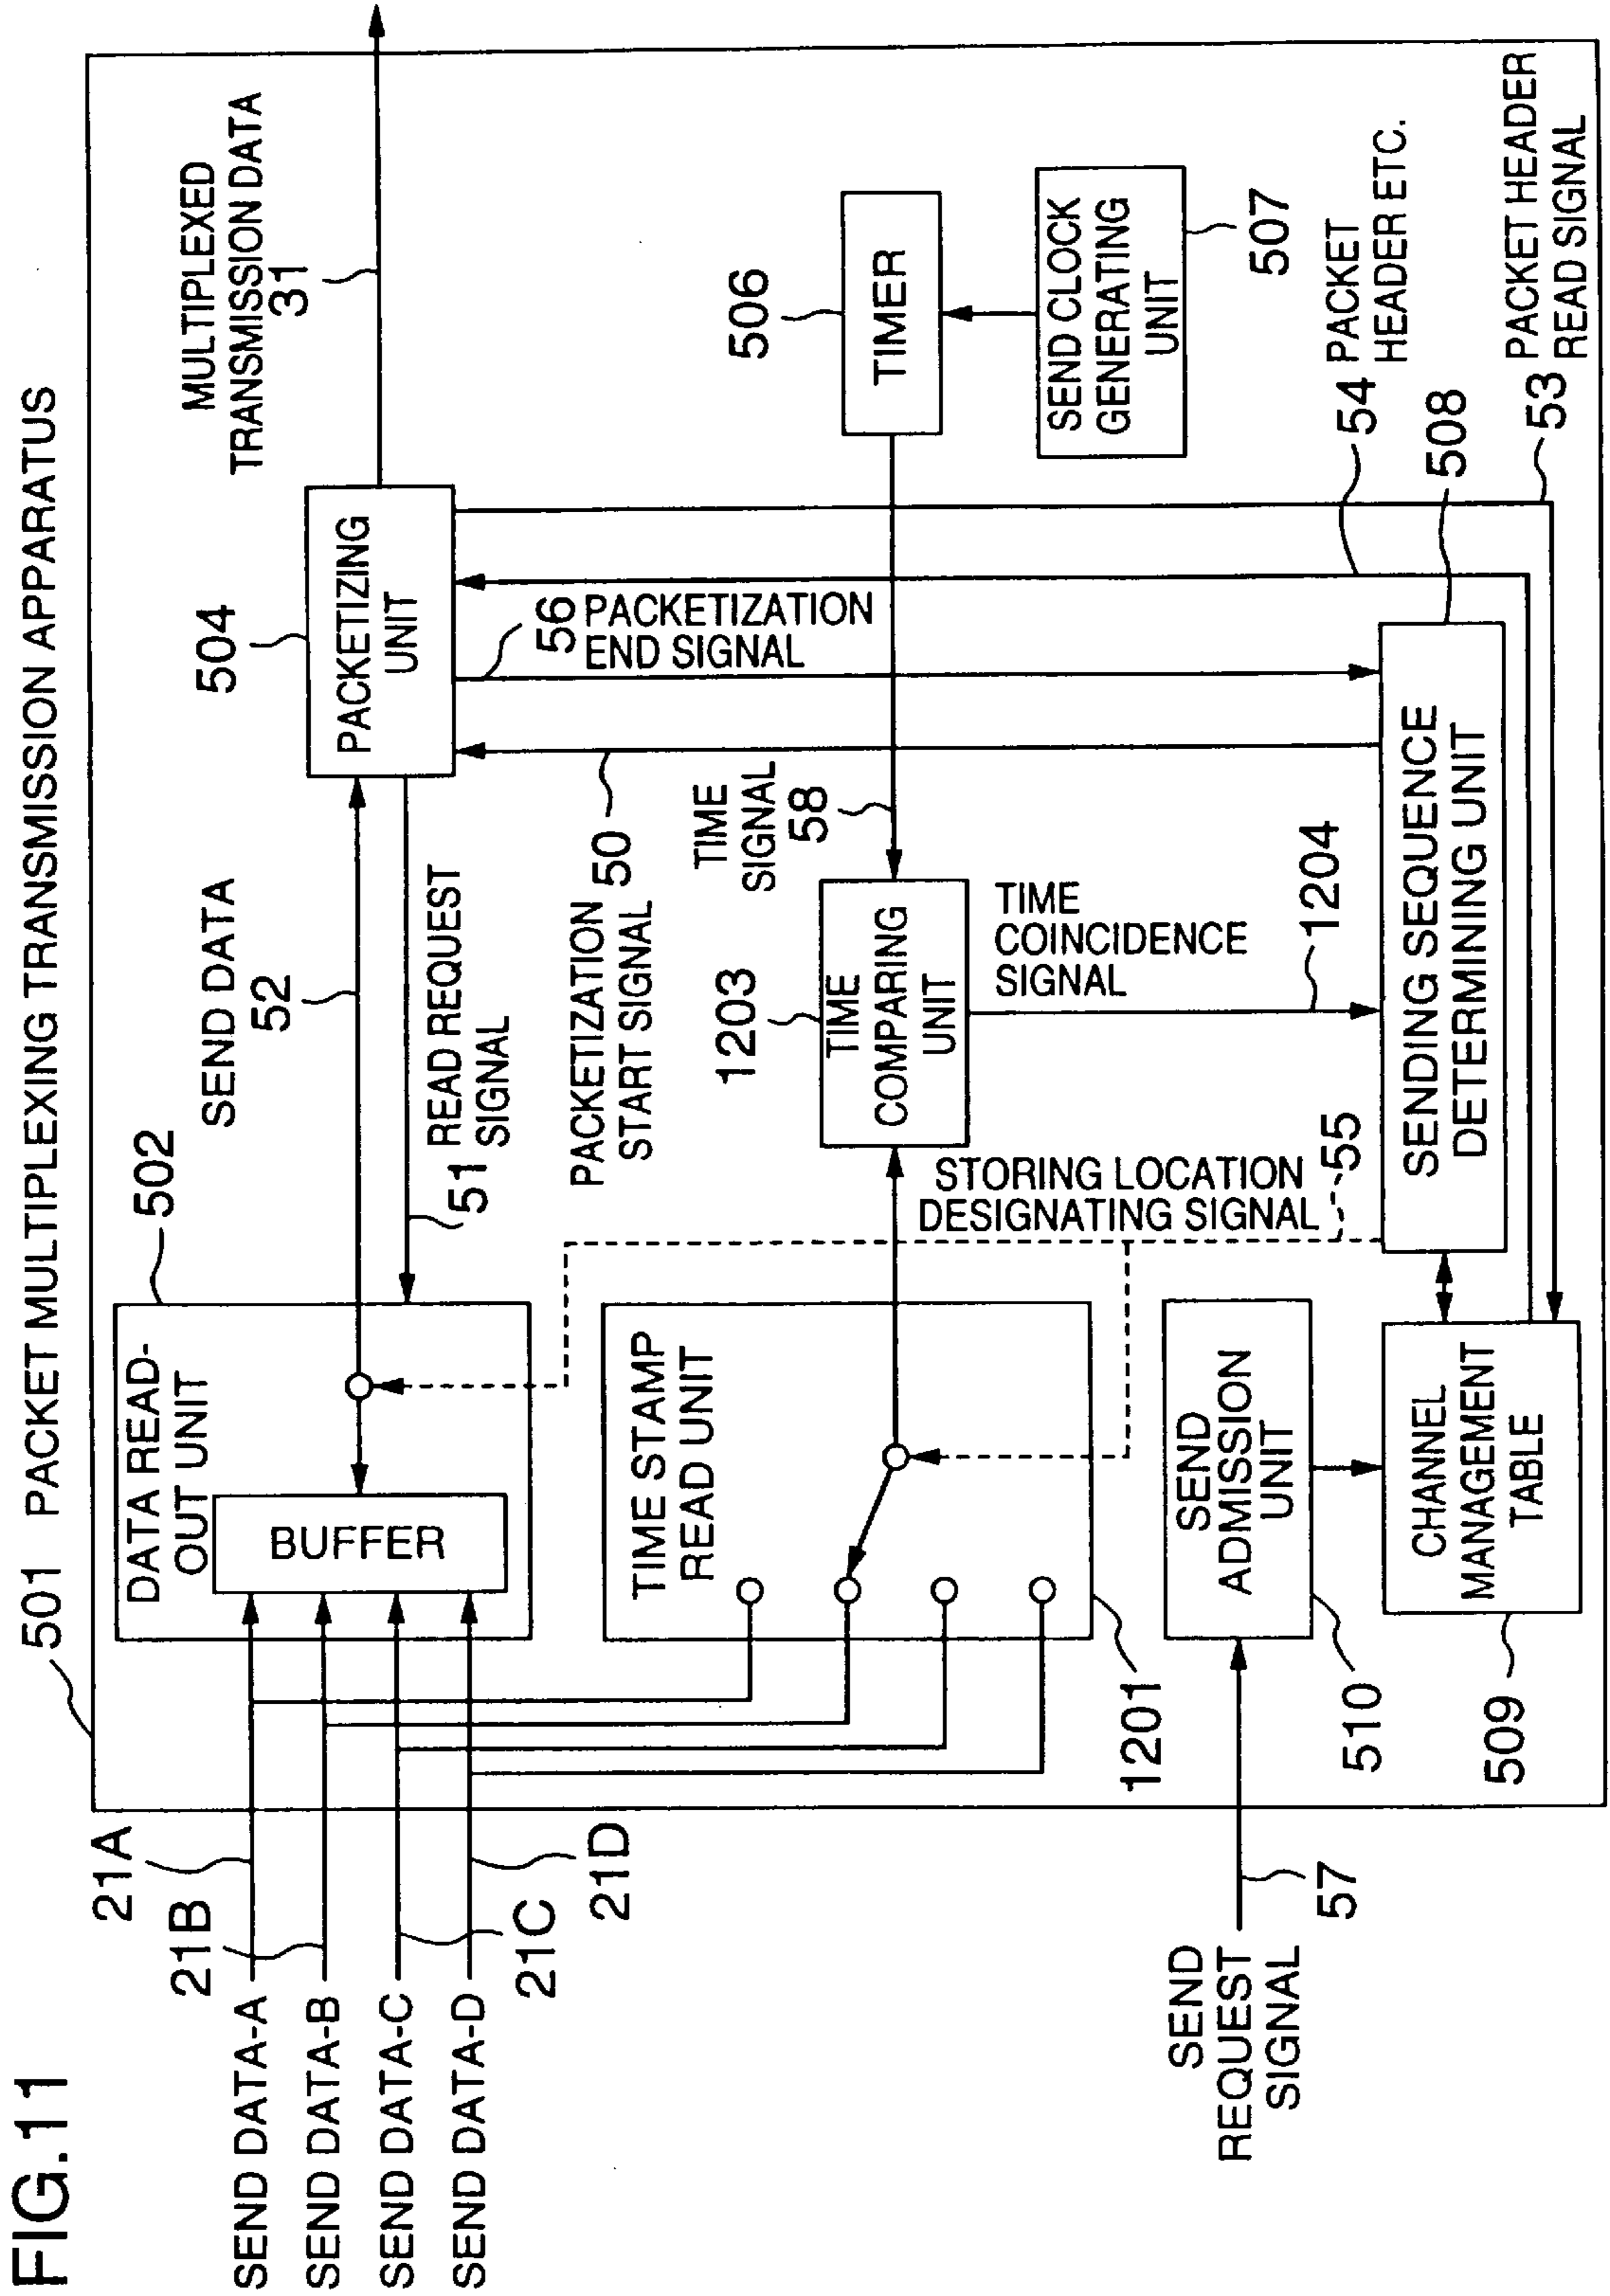 FIG.11
501 PACKET MULTIPLEXING TRANSMISSION APPARATUS
SEND DATA-A
21A
SEND DATA-B
21B
SEND DATA-C
21C
SEND DATA-D
21D
DATA READ-
OUT UNIT
502
BUFFER
SEND DATA
52
51 READ REQUEST
SIGNAL
504
PACKETIZING
UNIT
MULTIPLEXED
TRANSMISSION DATA
31
PACKETIZATION
START SIGNAL
50
56 PACKETIZATION
END SIGNAL
TIME STAMP
READ UNIT
1201
1203
TIME
COMPARING
UNIT
TIME
SIGNAL
58
506
TIMER
SEND CLOCK
GENERATING
UNIT
507
TIME
COINCIDENCE
SIGNAL
1204
STORING LOCATION
DESIGNATING SIGNAL
55
SEND
REQUEST
SIGNAL
57
SEND
ADMISSION
UNIT
510
CHANNEL
MANAGEMENT
TABLE
509
SENDING SEQUENCE
DETERMINING UNIT
508
54 PACKET
HEADER ETC.
53 PACKET HEADER
READ SIGNAL